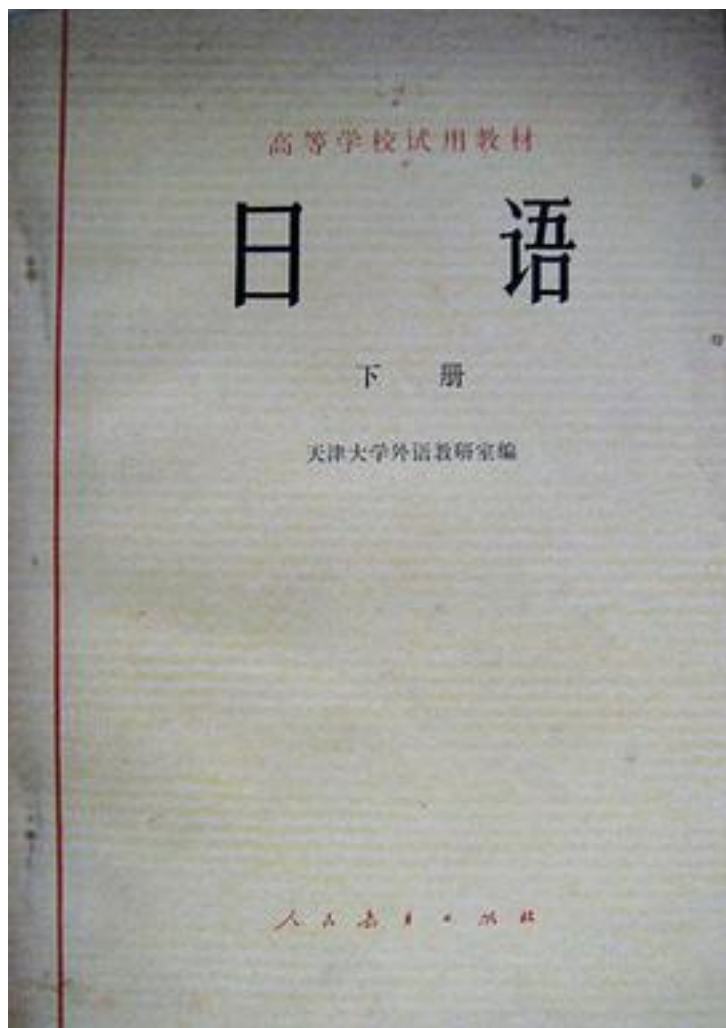 高等学校试用教材
日语
下册
天津大学外语教研室编
人民教育出版社